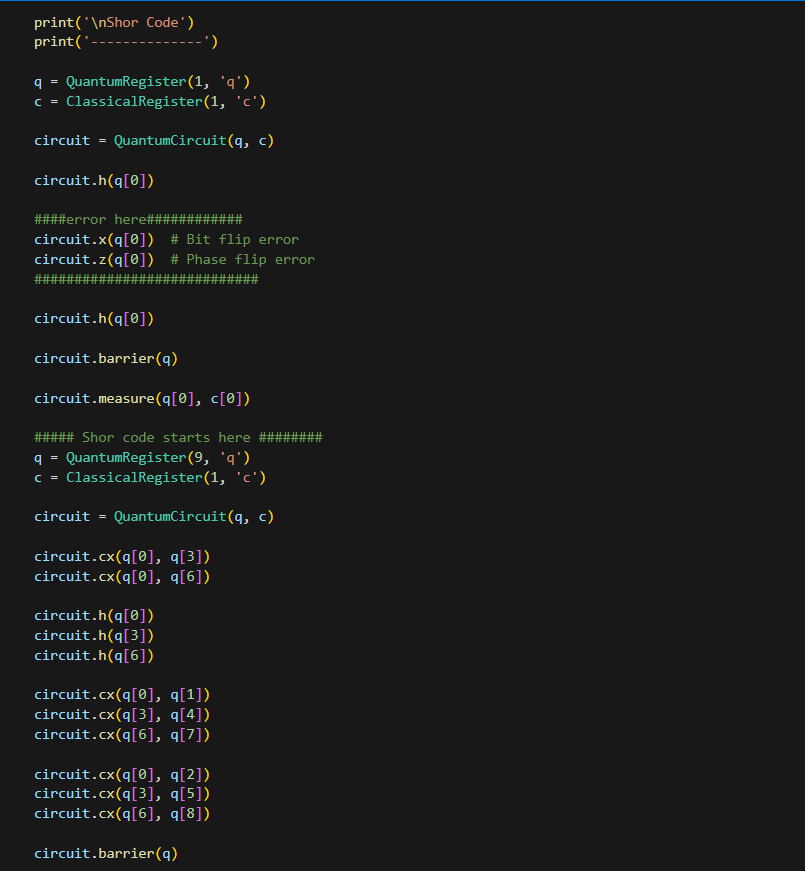 print('\nShor Code')
print('--------------')
q = QuantumRegister(1, 'q')
c = ClassicalRegister(1, 'c')
circuit = QuantumCircuit(q, c)
circuit.h(q[0])
####error here############
circuit.x(q[0])  # Bit flip error
circuit.z(q[0])  # Phase flip error
############################
circuit.h(q[0])
circuit.barrier(q)
circuit.measure(q[0], c[0])
##### Shor code starts here ########
q = QuantumRegister(9, 'q')
c = ClassicalRegister(1, 'c')
circuit = QuantumCircuit(q, c)
circuit.cx(q[0], q[3])
circuit.cx(q[0], q[6])
circuit.h(q[0])
circuit.h(q[3])
circuit.h(q[6])
circuit.cx(q[0], q[1])
circuit.cx(q[3], q[4])
circuit.cx(q[6], q[7])
circuit.cx(q[0], q[2])
circuit.cx(q[3], q[5])
circuit.cx(q[6], q[8])
circuit.barrier(q)